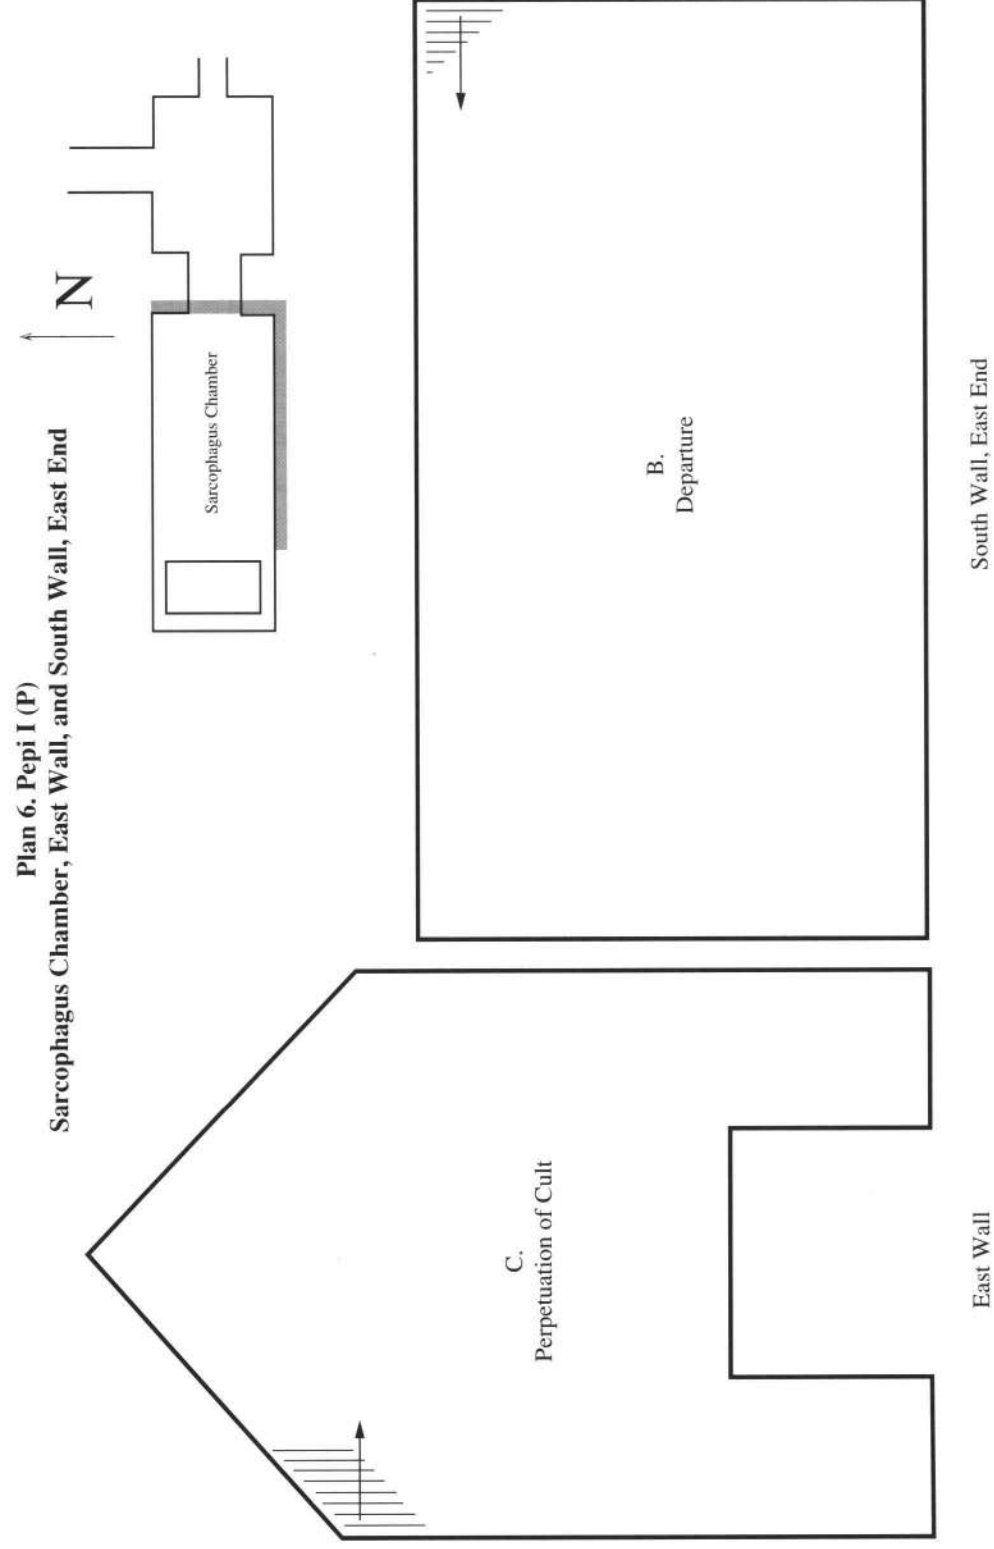 Plan 6. Pepi I (P)
Sarcophagus Chamber, East Wall, and South Wall, East End
N
Sarcophagus Chamber
C.
Perpetuation of Cult
East Wall
B.
Departure
South Wall, East End